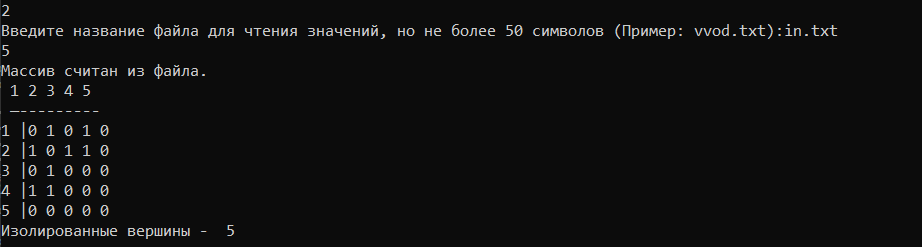 2
Введите название файла для чтения значений, но не более 50 символов (Пример: vvod.txt):in.txt
5
Массив считан из файла.
1 2 3 4 5
—---------
1 |0 1 0 1 0
2 |1 0 1 1 0
3 |0 1 0 0 0
4 |1 1 0 0 0
5 |0 0 0 0 0
Изолированные вершины -  5